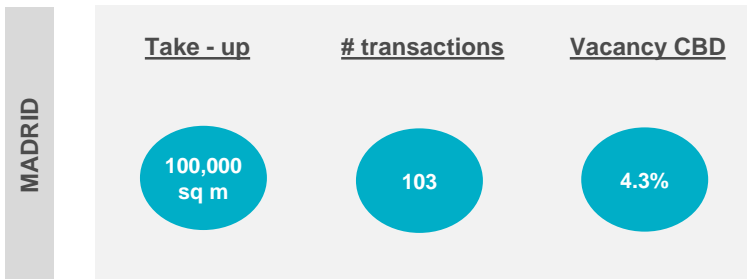 MADRID
Take - up
# transactions
Vacancy CBD
100,000
sq m
103
4.3%